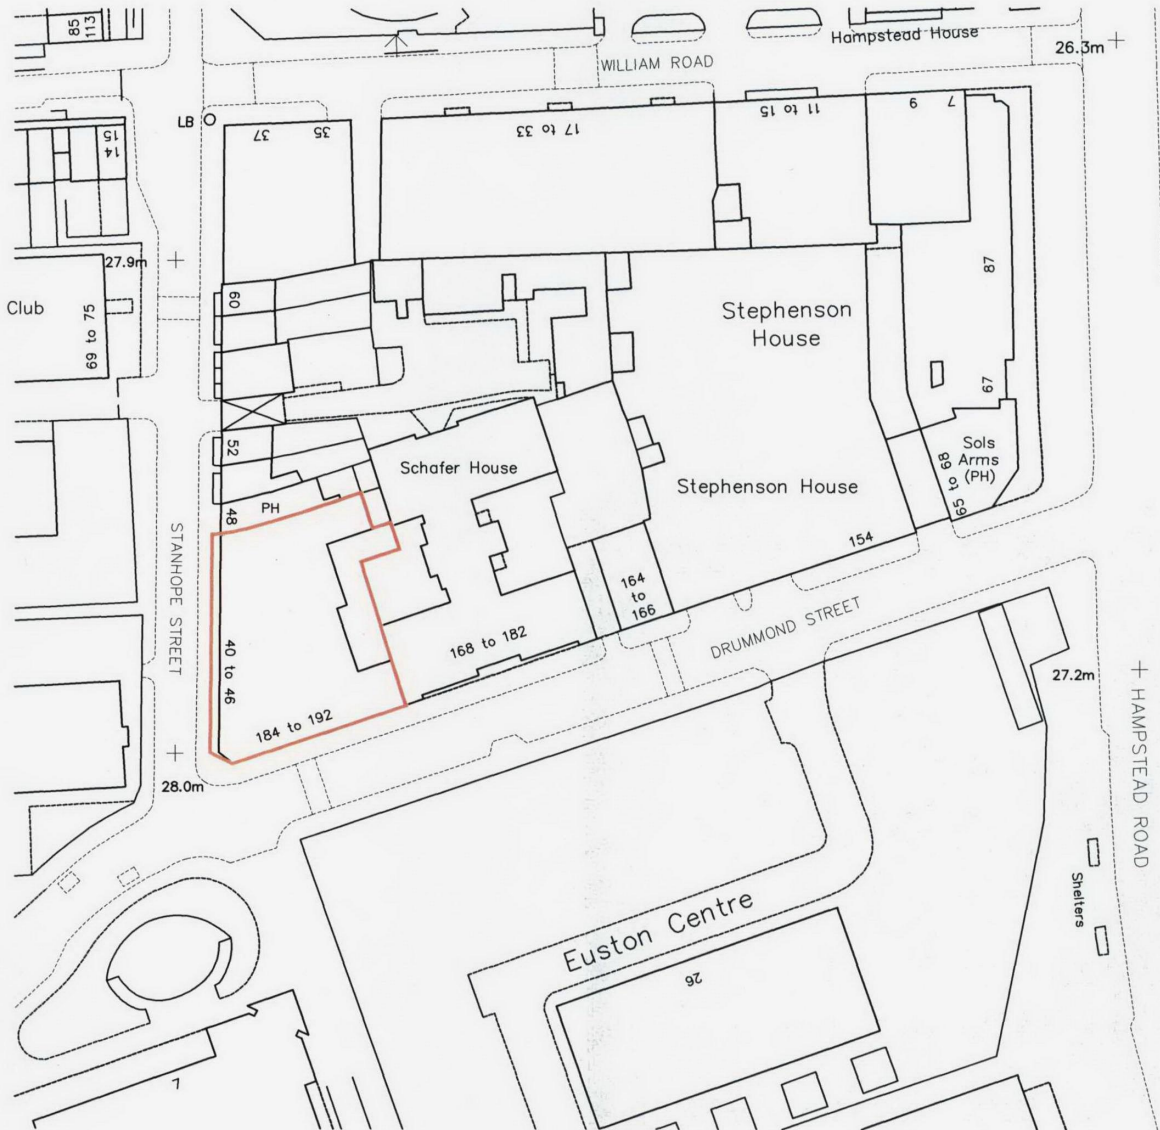 85
113
Hampstead House
26.3m
WILLIAM ROAD
LB
37
35
17 to 33
11 to 15
9
7
15
14
27.9m
Club
69 to 75
60
87
Stephenson
House
67
52
Schafer House
Stephenson House
Sols
Arms
(PH)
65 to 68
PH
48
154
STANHOPE STREET
164
to
166
DRUMMOND STREET
168 to 182
40 to 46
184 to 192
27.2m
HAMPSTEAD ROAD
28.0m
Shelters
Euston Centre
26
7